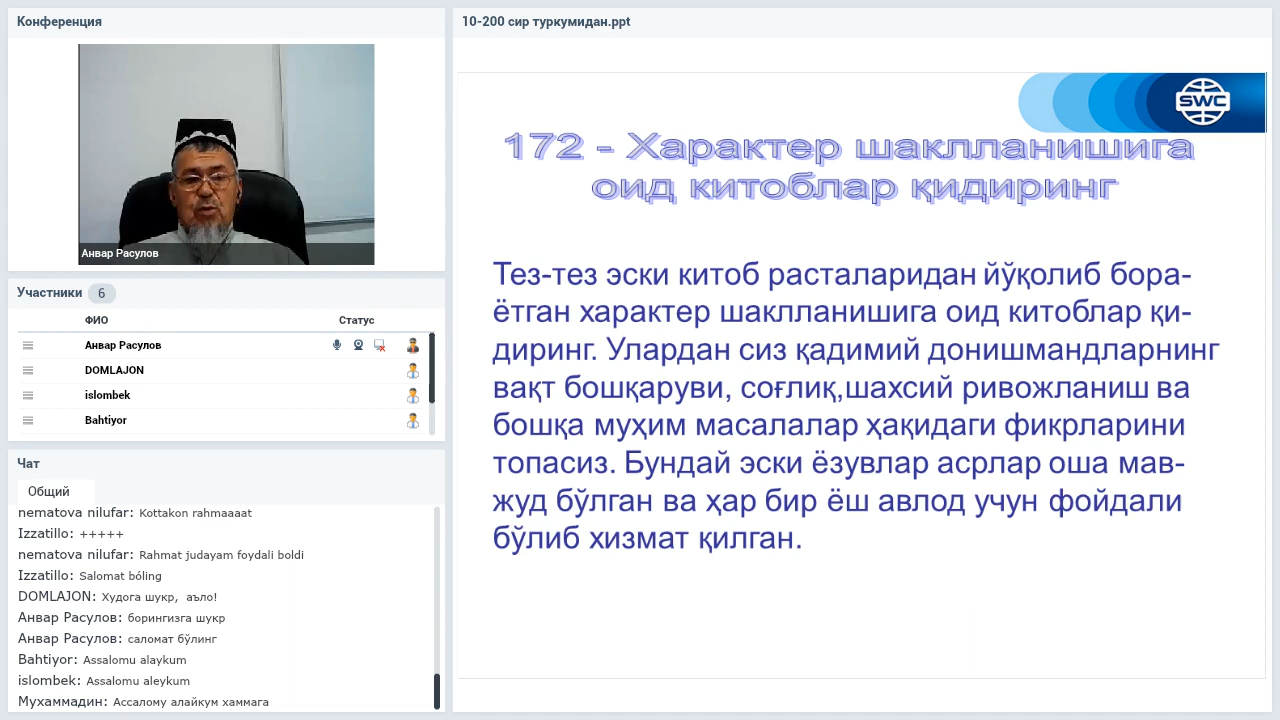 Конференция
Анвар Расулов
Участники 6
ФИО Статус
Анвар Расулов
DOMLAJON
islombek
Bahtiyor
Чат
Общий
nematova nilufar: Kottakon rahmaaaat
Izzatillo: +++++
nematova nilufar: Rahmat judayam foydali boldi
Izzatillo: Salomat bóling
DOMLAJON: Худога шукр, аъло!
Анвар Расулов: борингизга шукр
Анвар Расулов: саломат бўлинг
Bahtiyor: Assalomu alaykum
islombek: Assalomu aleykum
Мухаммадин: Ассалому алайкум хаммага
10-200 сир туркумидан.ppt
SWC
172 - Характер шаклланишига
оид китоблар қидиринг
Тез-тез эски китоб расталаридан йўқолиб бора-
ётган характер шаклланишига оид китоблар қи-
диринг. Улардан сиз қадимий донишмандларнинг
вақт бошқаруви, соғлиқ,шахсий ривожланиш ва
бошқа муҳим масалалар ҳақидаги фикрларини
топасиз. Бундай эски ёзувлар асрлар оша мав-
жуд бўлган ва ҳар бир ёш авлод учун фойдали
бўлиб хизмат қилган.